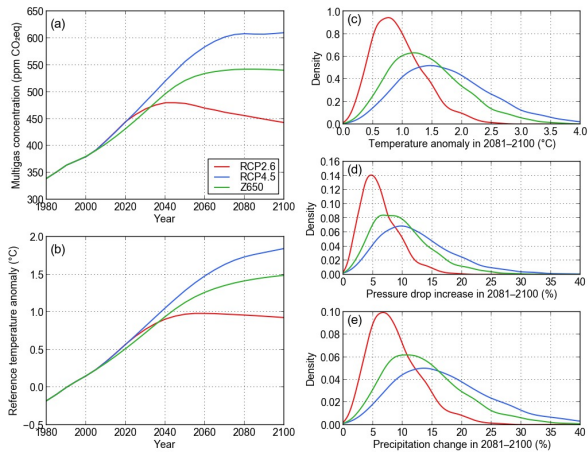 (a)
Multigas concentration (ppm CO₂eq)
650
600
550
500
450
400
350
300
RCP2.6
RCP4.5
Z650
1980 2000 2020 2040 2060 2080 2100
Year
(b)
Reference temperature anomaly (°C)
2.0
1.5
1.0
0.5
0.0
−0.5
1980 2000 2020 2040 2060 2080 2100
Year
(c)
Density
1.0
0.8
0.6
0.4
0.2
0.0
0.0 0.5 1.0 1.5 2.0 2.5 3.0 3.5 4.0
Temperature anomaly in 2081–2100 (°C)
(d)
Density
0.16
0.14
0.12
0.10
0.08
0.06
0.04
0.02
0.00
0 5 10 15 20 25 30 35 40
Pressure drop increase in 2081–2100 (%)
(e)
Density
0.10
0.08
0.06
0.04
0.02
0.00
0 5 10 15 20 25 30 35 40
Precipitation change in 2081–2100 (%)